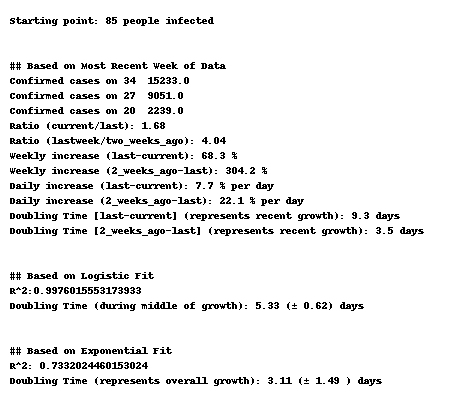 Starting point: 85 people infected
## Based on Most Recent Week of Data
Confirmed cases on 34  15233.0
Confirmed cases on 27  9051.0
Confirmed cases on 20  2239.0
Ratio (current/last): 1.68
Ratio (lastweek/two_weeks_ago): 4.04
Weekly increase (last-current): 68.3 %
Weekly increase (2_weeks_ago-last): 304.2 %
Daily increase (last-current): 7.7 % per day
Daily increase (2_weeks_ago-last): 22.1 % per day
Doubling Time [last-current] (represents recent growth): 9.3 days
Doubling Time [2_weeks_ago-last] (represents recent growth): 3.5 days
## Based on Logistic Fit
R^2:0.9976015553173933
Doubling Time (during middle of growth): 5.33 (± 0.62) days
## Based on Exponential Fit
R^2: 0.7332024460153024
Doubling Time (represents overall growth): 3.11 (± 1.49 ) days